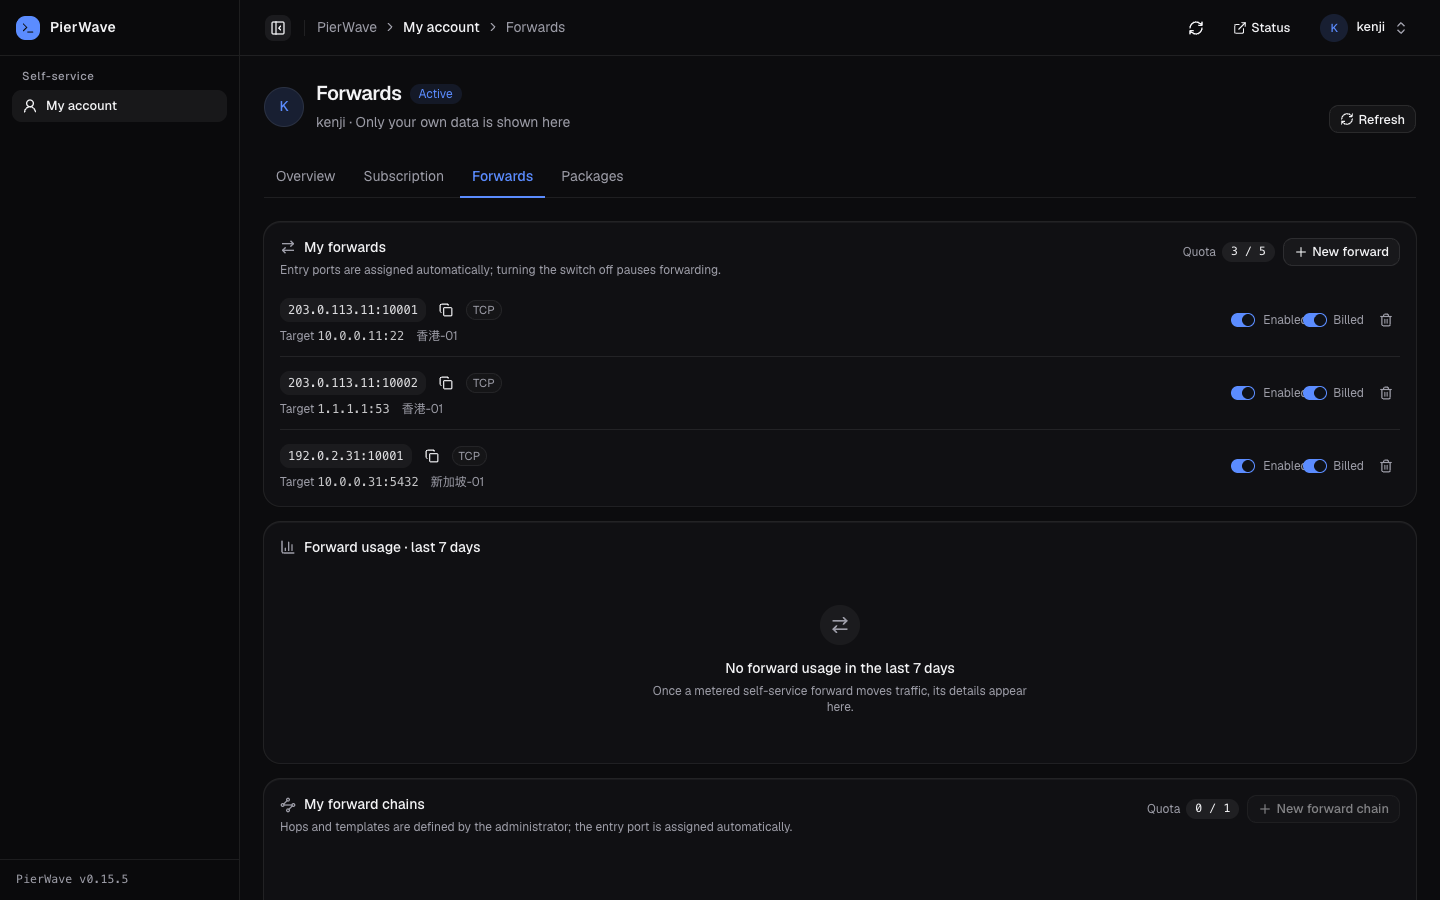 PierWave
PierWave > My account > Forwards
Status
K
kenji
Self-service
My account
K
Forwards
Active
kenji · Only your own data is shown here
Refresh
Overview
Subscription
Forwards
Packages
My forwards
Entry ports are assigned automatically; turning the switch off pauses forwarding.
Quota 3 / 5
New forward
203.0.113.11:10001
TCP
Target 10.0.0.11:22 香港-01
Enabled
Billed
203.0.113.11:10002
TCP
Target 1.1.1.1:53 香港-01
Enabled
Billed
192.0.2.31:10001
TCP
Target 10.0.0.31:5432 新加坡-01
Enabled
Billed
Forward usage · last 7 days
No forward usage in the last 7 days
Once a metered self-service forward moves traffic, its details appear
here.
My forward chains
Hops and templates are defined by the administrator; the entry port is assigned automatically.
Quota 0 / 1
New forward chain
PierWave v0.15.5